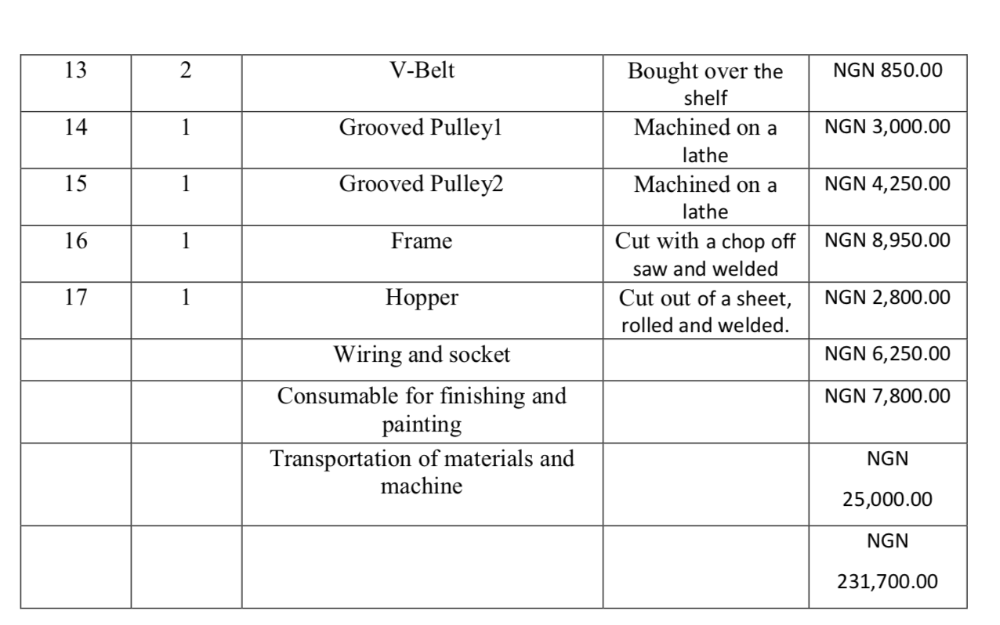 13 2 V-Belt Bought over the NGN 850.00
shelf
14 1 Grooved Pulley1 Machined on a NGN 3,000.00
lathe
15 1 Grooved Pulley2 Machined on a NGN 4,250.00
lathe
16 1 Frame Cut with a chop off NGN 8,950.00
saw and welded
17 1 Hopper Cut out of a sheet, NGN 2,800.00
rolled and welded.
Wiring and socket NGN 6,250.00
Consumable for finishing and NGN 7,800.00
painting
Transportation of materials and NGN
machine 25,000.00
NGN
231,700.00